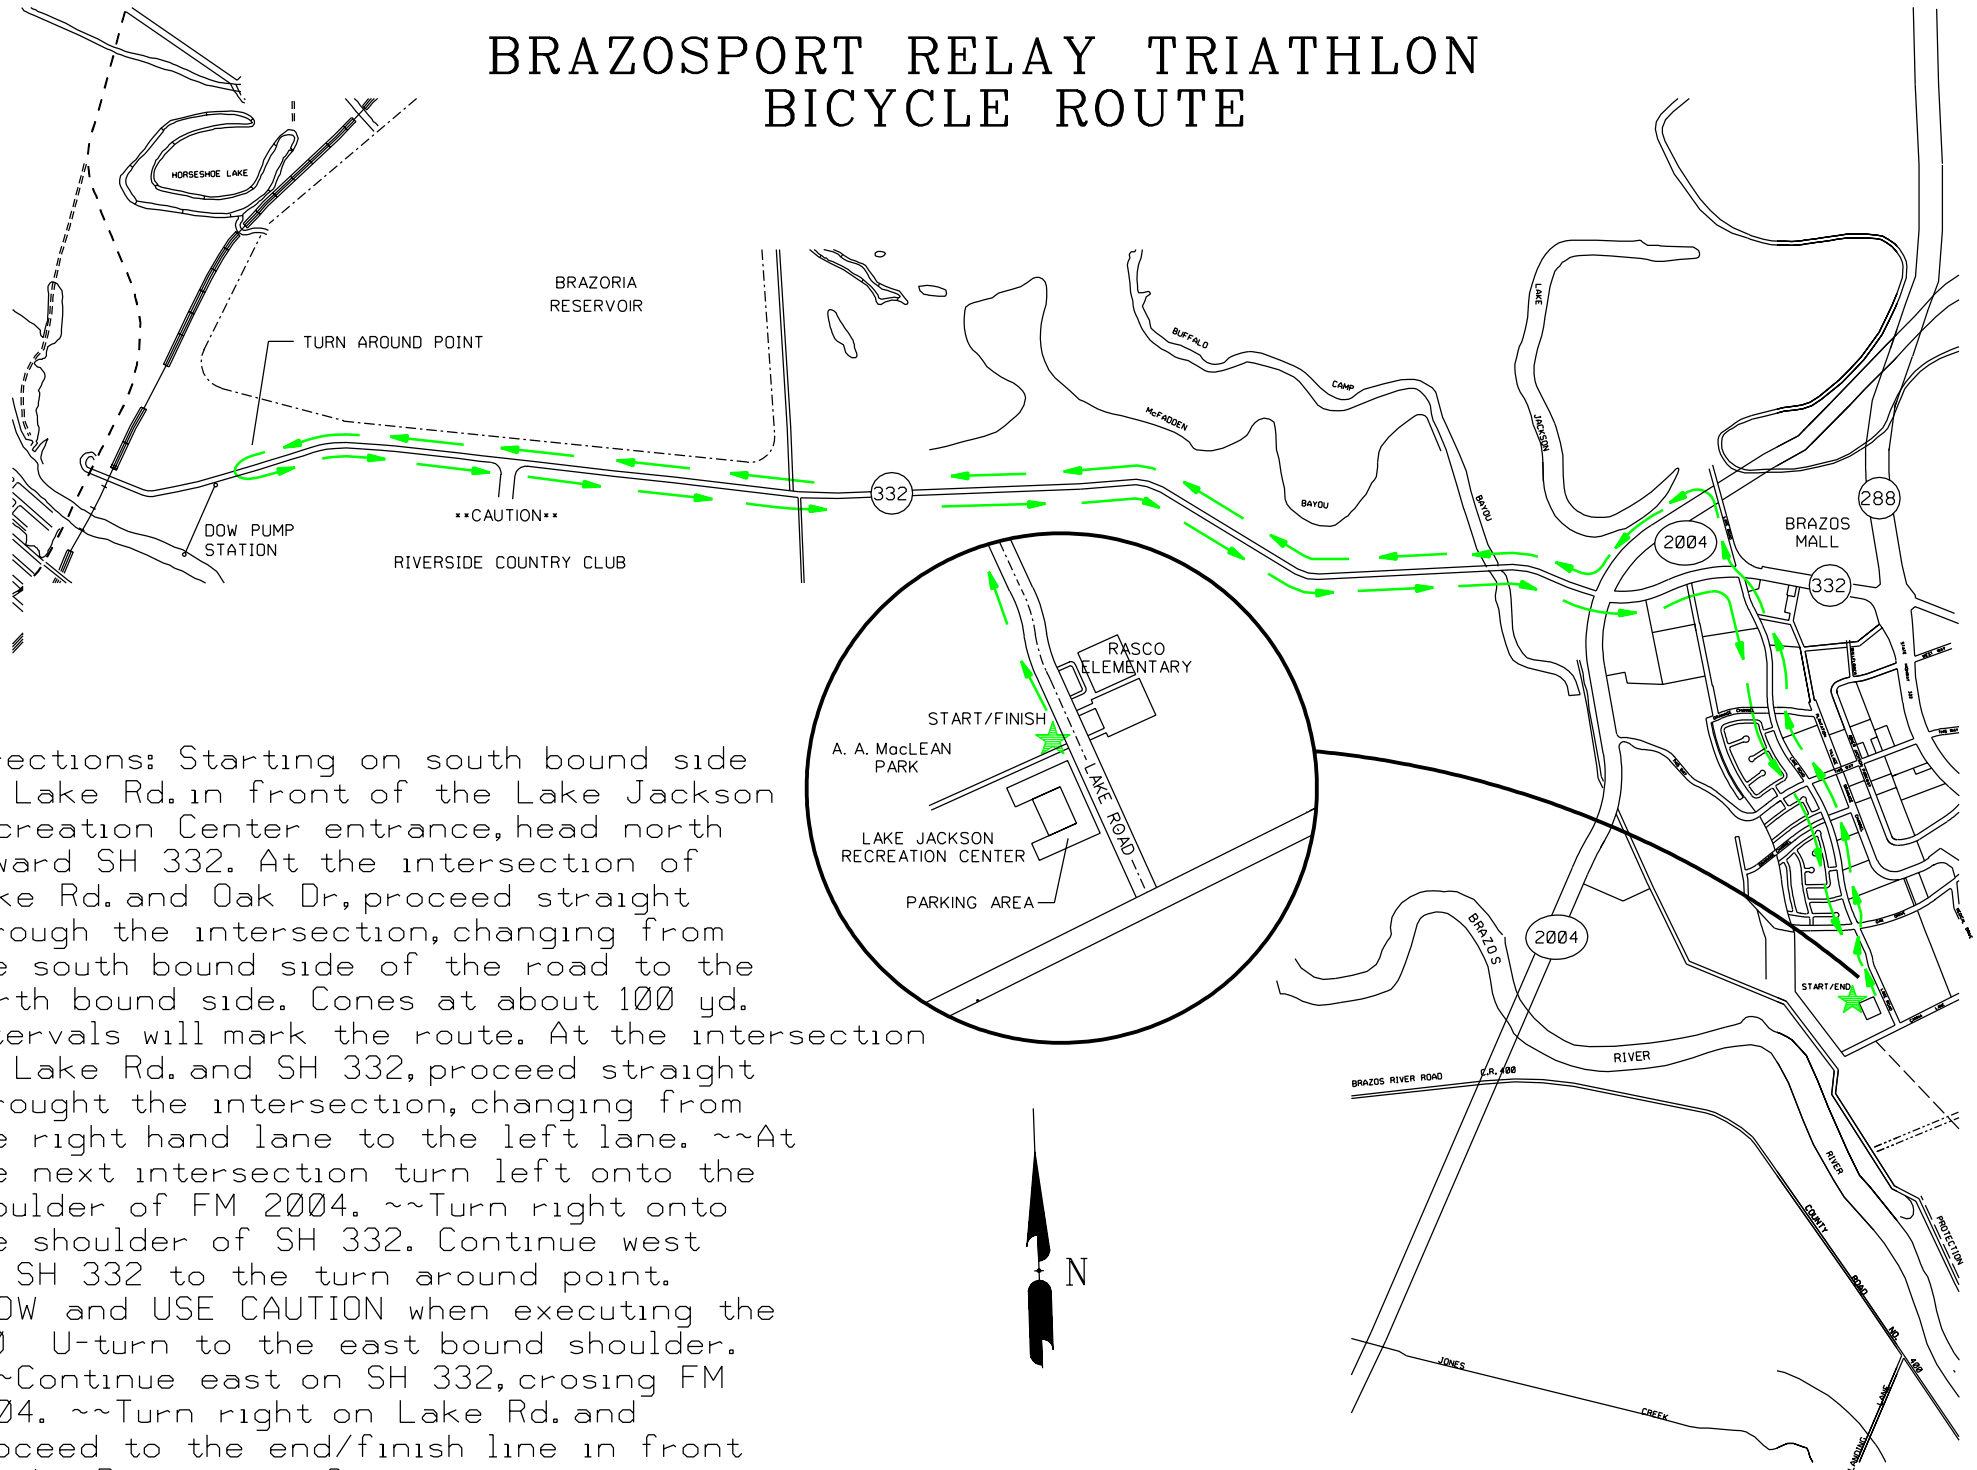 BRAZOSPORT RELAY TRIATHLON
BICYCLE ROUTE
HORSESHOE LAKE
BRAZORIA
RESERVOIR
TURN AROUND POINT
BUFFALO
CAMP
BAYOU
McFADDEN
BAYOU
LAKE
JACKSON
332
288
2004
BRAZOS
MALL
332
**CAUTION**
DOW PUMP
STATION
RIVERSIDE COUNTRY CLUB
RASCO
ELEMENTARY
START/FINISH
A. A. MacLEAN
PARK
LAKE ROAD
LAKE JACKSON
RECREATION CENTER
PARKING AREA
2004
START/END
BRAZOS
RIVER
BRAZOS RIVER ROAD
C.R. 400
RIVER
COUNTY
ROAD
NO.
400
PROTECTION
JONES
CREEK
LANE
LANDING
N
ections: Starting on south bound side
Lake Rd. in front of the Lake Jackson
creation Center entrance, head north
ward SH 332. At the intersection of
ke Rd. and Oak Dr, proceed straight
rough the intersection, changing from
e south bound side of the road to the
rth bound side. Cones at about 100 yd.
tervals will mark the route. At the intersection
Lake Rd. and SH 332, proceed straight
rought the intersection, changing from
e right hand lane to the left lane. ~~At
e next intersection turn left onto the
oulder of FM 2004. ~~Turn right onto
e shoulder of SH 332. Continue west
SH 332 to the turn around point.
OW and USE CAUTION when executing the
0 U-turn to the east bound shoulder.
~Continue east on SH 332, crosing FM
04. ~~Turn right on Lake Rd. and
oceed to the end/finish line in front